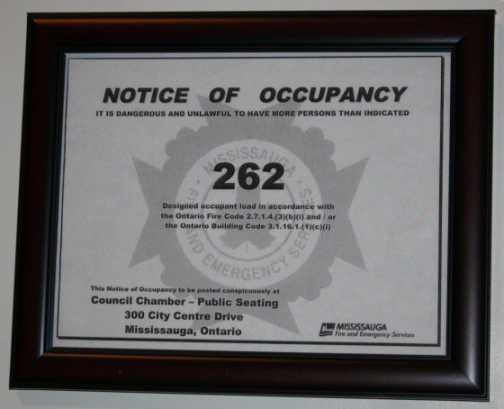 NOTICE OF OCCUPANCY
IT IS DANGEROUS AND UNLAWFUL TO HAVE MORE PERSONS THAN INDICATED
MISSISSAUGA
262
Designed occupant load in accordance with
the Ontario Fire Code 2.7.1.4.(3)(b)(i) and / or
the Ontario Building Code 3.1.16.1.(1)(c)(i)
AND EMERGENCY
This Notice of Occupancy to be posted conspicuously at
Council Chamber – Public Seating
300 City Centre Drive
Mississauga, Ontario
MISSISSAUGA
Fire and Emergency Services